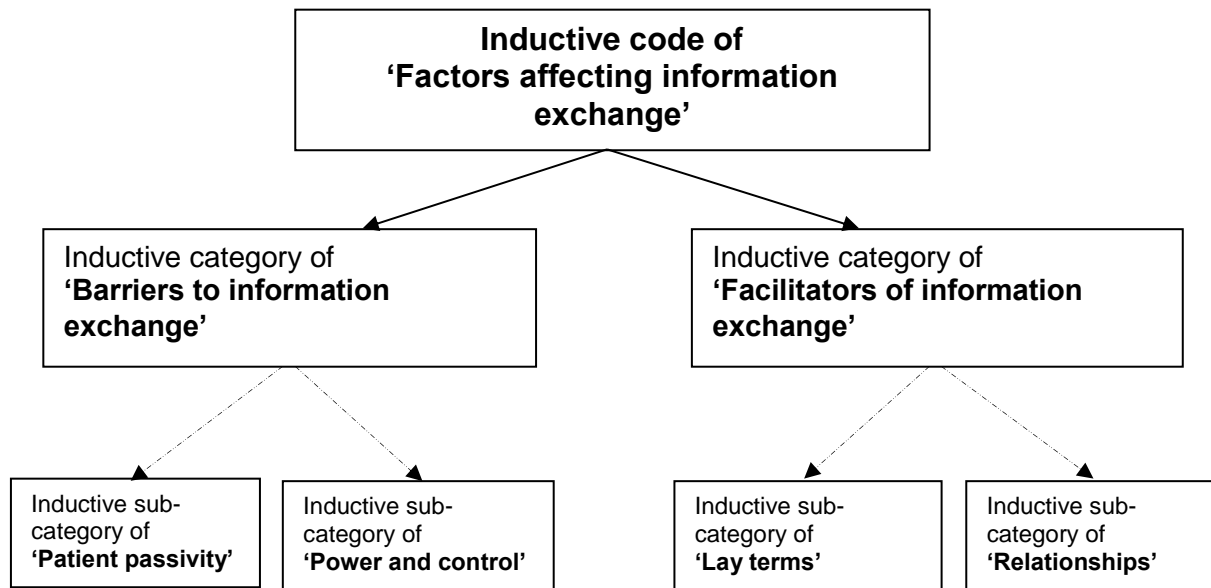 Inductive code of
‘Factors affecting information
exchange’
Inductive category of
‘Barriers to information
exchange’
Inductive category of
‘Facilitators of information
exchange’
Inductive sub-
category of
‘Patient passivity’
Inductive sub-
category of
‘Power and control’
Inductive sub-
category of
‘Lay terms’
Inductive sub-
category of
‘Relationships’